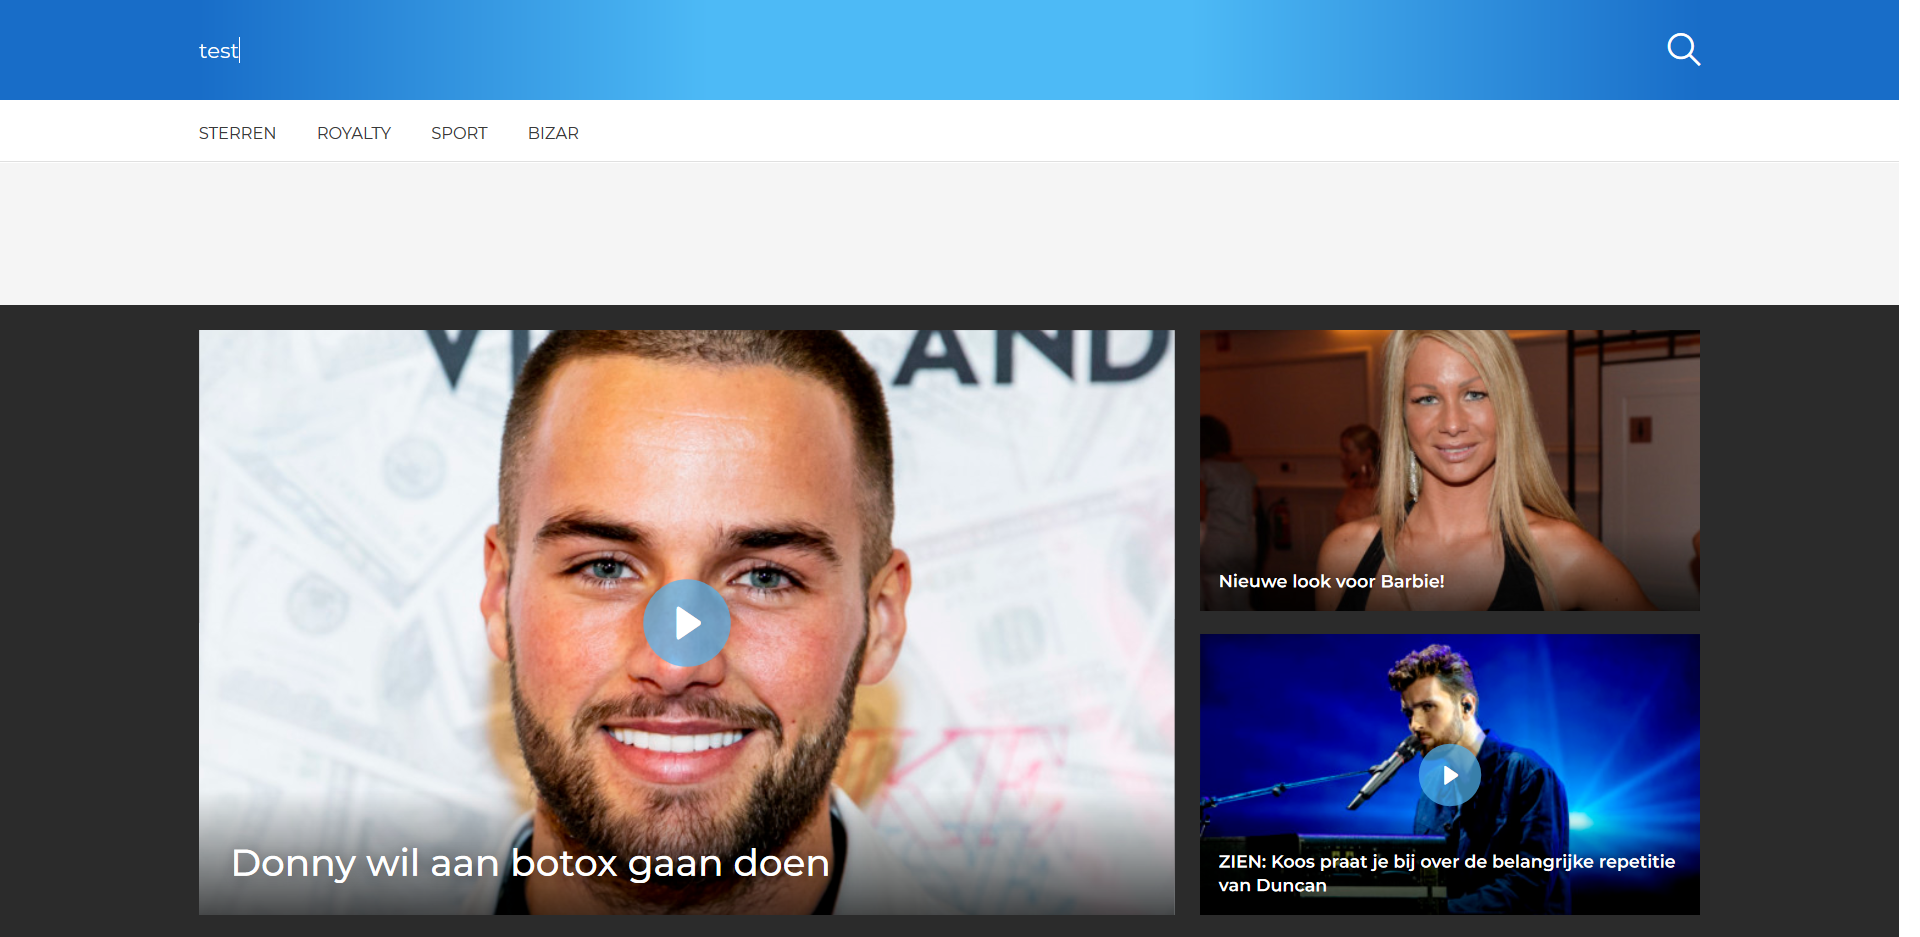 test
STERREN ROYALTY SPORT BIZAR
Donny wil aan botox gaan doen
Nieuwe look voor Barbie!
ZIEN: Koos praat je bij over de belangrijke repetitie
van Duncan